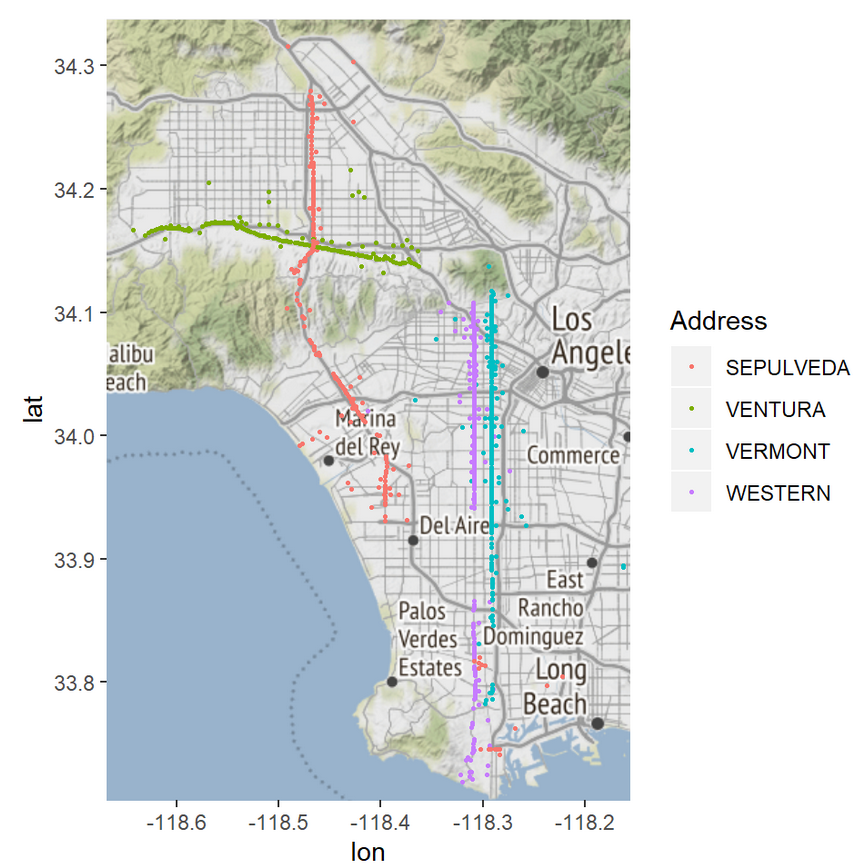 34.3
34.2
34.1
34.0
33.9
33.8
lat
-118.6
-118.5
-118.4
-118.3
-118.2
lon
alibu
each
Los
Angele
Marina
del Rey
Commerce
Del Aire
East
Rancho
Dominguez
Palos
Verdes
Estates
Long
Beach
Address
SEPULVEDA
VENTURA
VERMONT
WESTERN